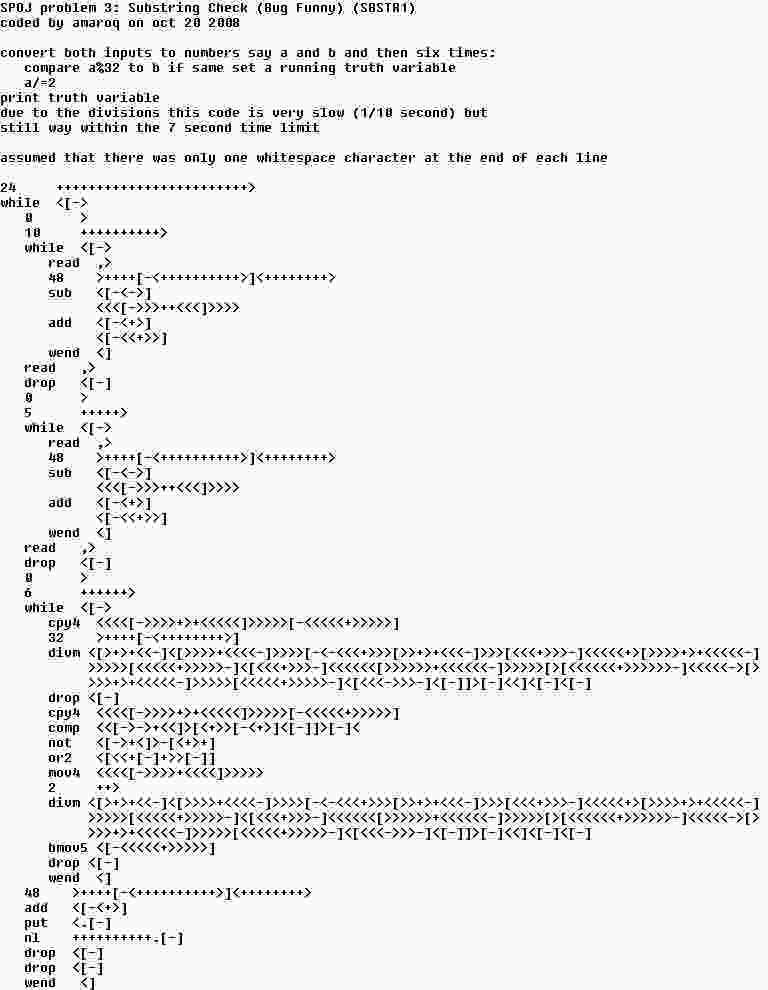 SPOJ problem 3: Substring Check (Bug Funny) (SBSTR1)
coded by amaroq on oct 20 2008

convert both inputs to numbers say a and b and then six times:
   compare a%32 to b if same set a running truth variable
   a/=2
print truth variable
due to the divisions this code is very slow (1/10 second) but
still way within the 7 second time limit

assumed that there was only one whitespace character at the end of each line

24     ++++++++++++++++++++++++>
while  <[->
   0      >
   10     ++++++++++>
   while  <[->
      read  ,>
      48    >++++[-<++++++++++>]<++++++++>
      sub   <[-<->]
            <<<[->>>++<<<]>>>>
      add   <[-<+>]
            <[-<<+>>]
      wend  <]
   read   ,>
   drop   <[-]
   0      >
   5      +++++>
   while  <[->
      read  ,>
      48    >++++[-<++++++++++>]<++++++++>
      sub   <[-<->]
            <<<[->>>++<<<]>>>>
      add   <[-<+>]
            <[-<<+>>]
      wend  <]
   read   ,>
   drop   <[-]
   0      >
   6      ++++++>
   while  <[->
      cpy4  <<<<[->>>>+>+<<<<<]>>>>>[-<<<<<+>>>>>]
      32    >++++[-<++++++++>]
      divm <[>+>+<<-]<[>>>>+<<<<-]>>>>[-<-<<+>>>[>>+>+<<<-]>>>[<<<+>>>-]<<<<<+>[>>>>+>+<<<<<-]
           >>>>>[<<<<<+>>>>>-]<[<<<+>>>-]<<<<<<[>>>>>>+<<<<<<-]>>>>>[>[<<<<<<+>>>>>>-]<<<<<->[>
           >>>+>+<<<<<-]>>>>>[<<<<<+>>>>>-]<[<<<->>>-]<[-]]>[-]<<]<[-]<[-]
      drop <[-]
      cpy4  <<<<[->>>>+>+<<<<<]>>>>>[-<<<<<+>>>>>]
      comp  <<[->->+<<]>[<+>>[-<+>]<[-]]>[-]<
      not   <[->+<]>-[<+>+]
      or2   <[<<+[-]+>>[-]]
      mov4  <<<<[->>>>+<<<<]>>>>>
      2     ++>
      divm <[>+>+<<-]<[>>>>+<<<<-]>>>>[-<-<<+>>>[>>+>+<<<-]>>>[<<<+>>>-]<<<<<+>[>>>>+>+<<<<<-]
           >>>>>[<<<<<+>>>>>-]<[<<<+>>>-]<<<<<<[>>>>>>+<<<<<<-]>>>>>[>[<<<<<<+>>>>>>-]<<<<<->[>
           >>>+>+<<<<<-]>>>>>[<<<<<+>>>>>-]<[<<<->>>-]<[-]]>[-]<<]<[-]<[-]
      bmov5 <[-<<<<<+>>>>>]
      drop <[-]
      wend  <]
   48    >++++[-<++++++++++>]<++++++++>
   add   <[-<+>]
   put   <.[-]
   nl    ++++++++++.[-]
   drop  <[-]
   drop  <[-]
   wend   <]